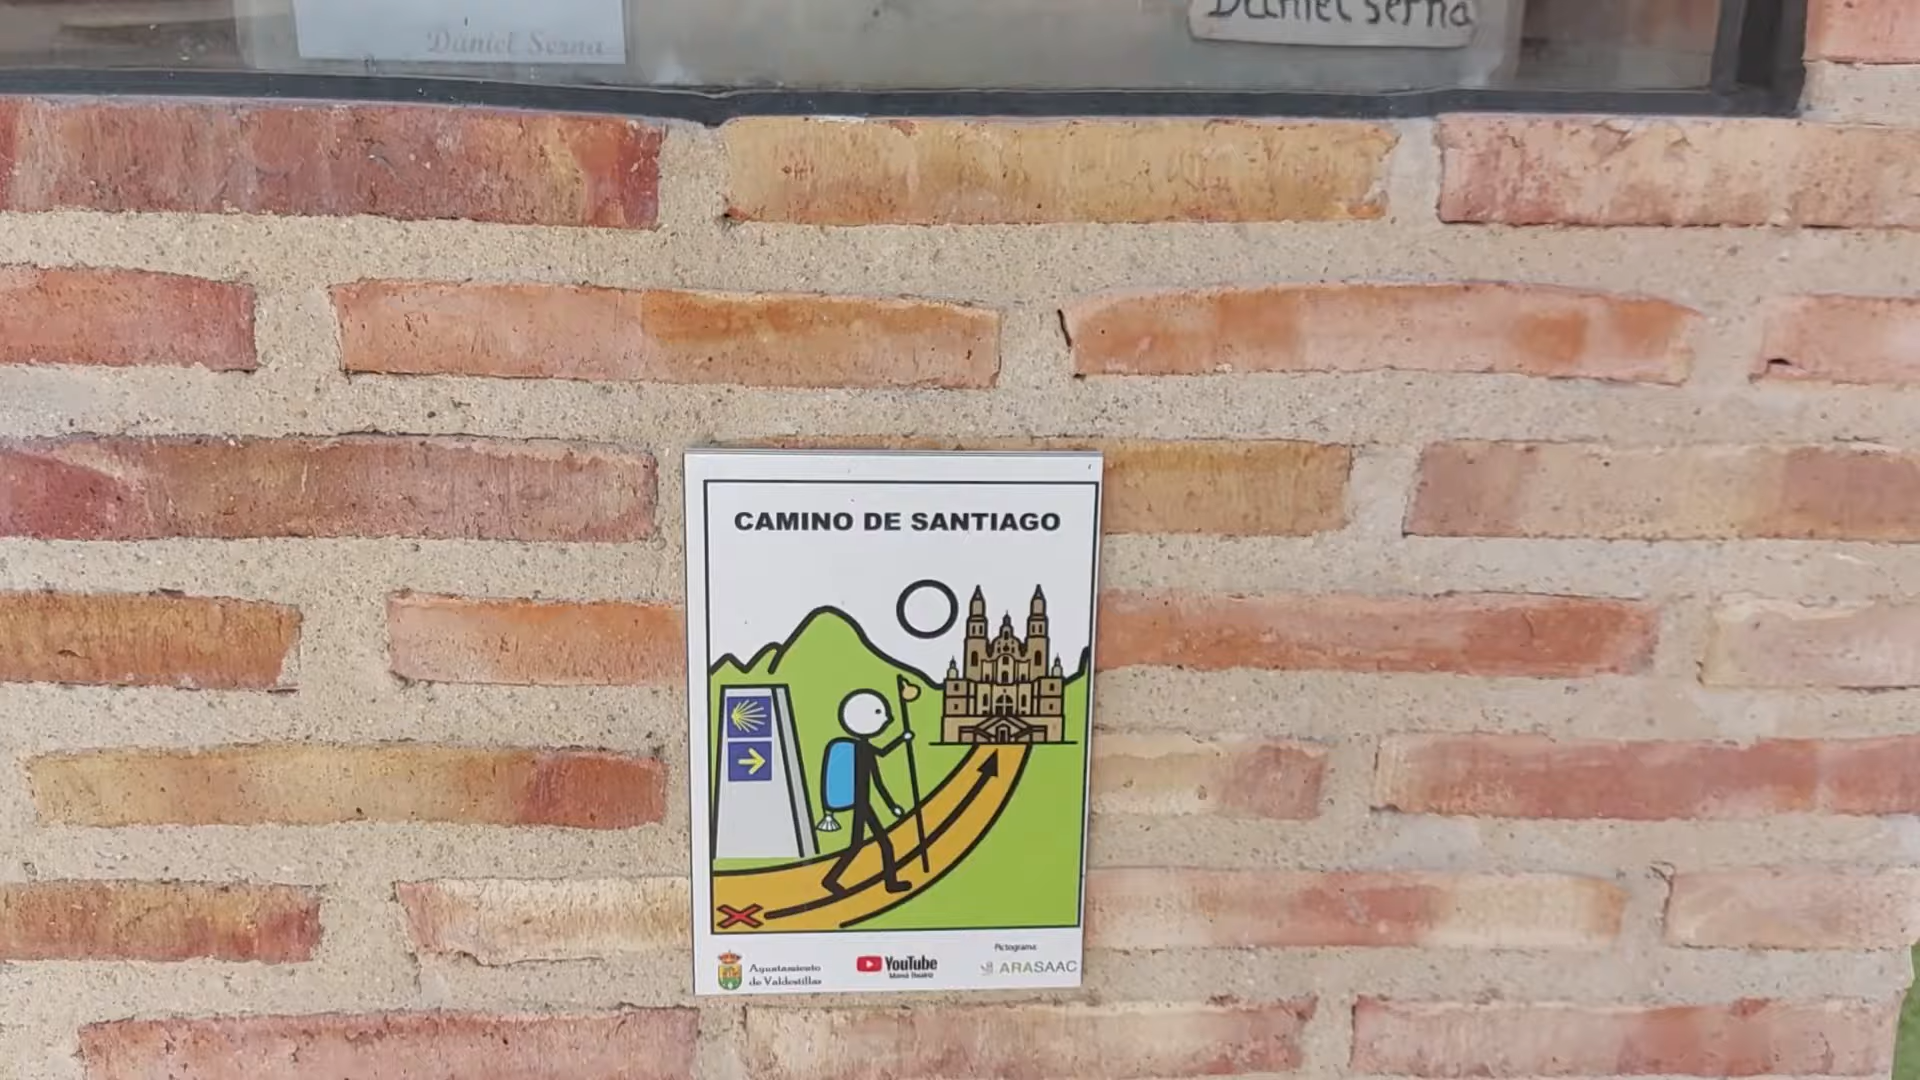 Daniel Serna
Daniel Serna
CAMINO DE SANTIAGO
Ayuntamiento
de Valdestillas
YouTube
Pictograma
ARASAAC